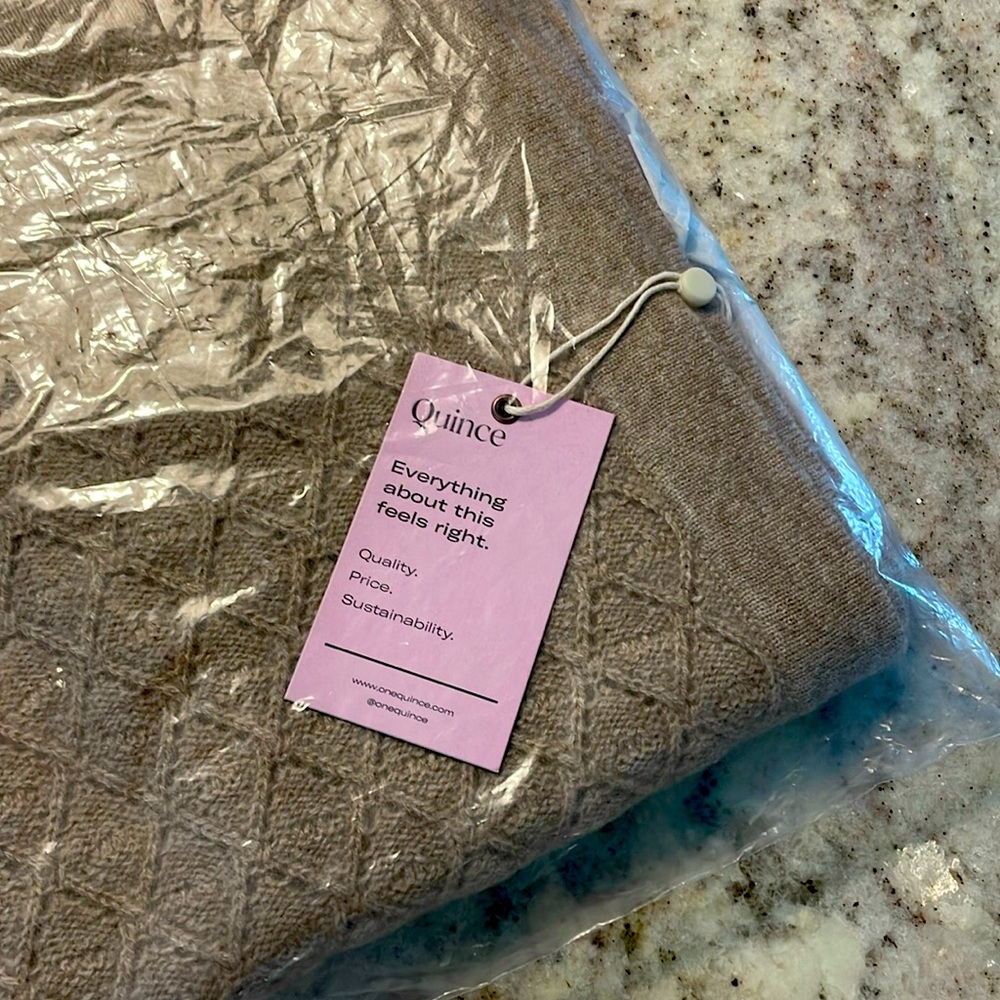 Quince
Everything
about this
feels right.
Quality.
Price.
Sustainability.
www.onequince.com
@onequince